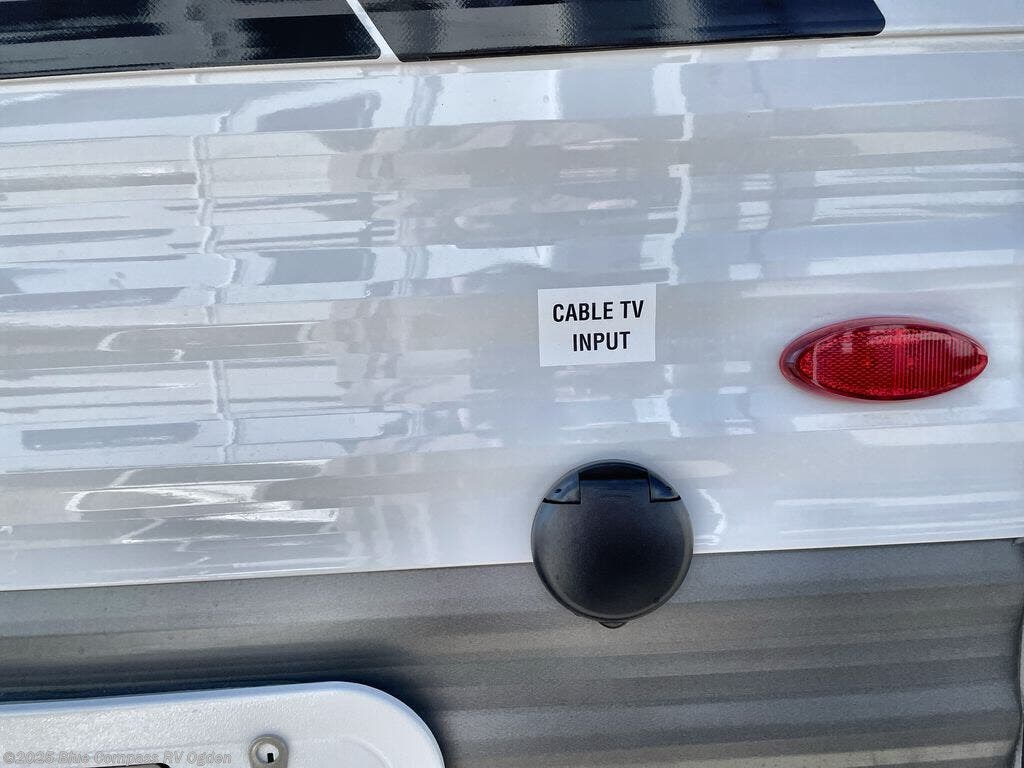 CABLE TV
INPUT
©2025 Blue Compass RV Ogden